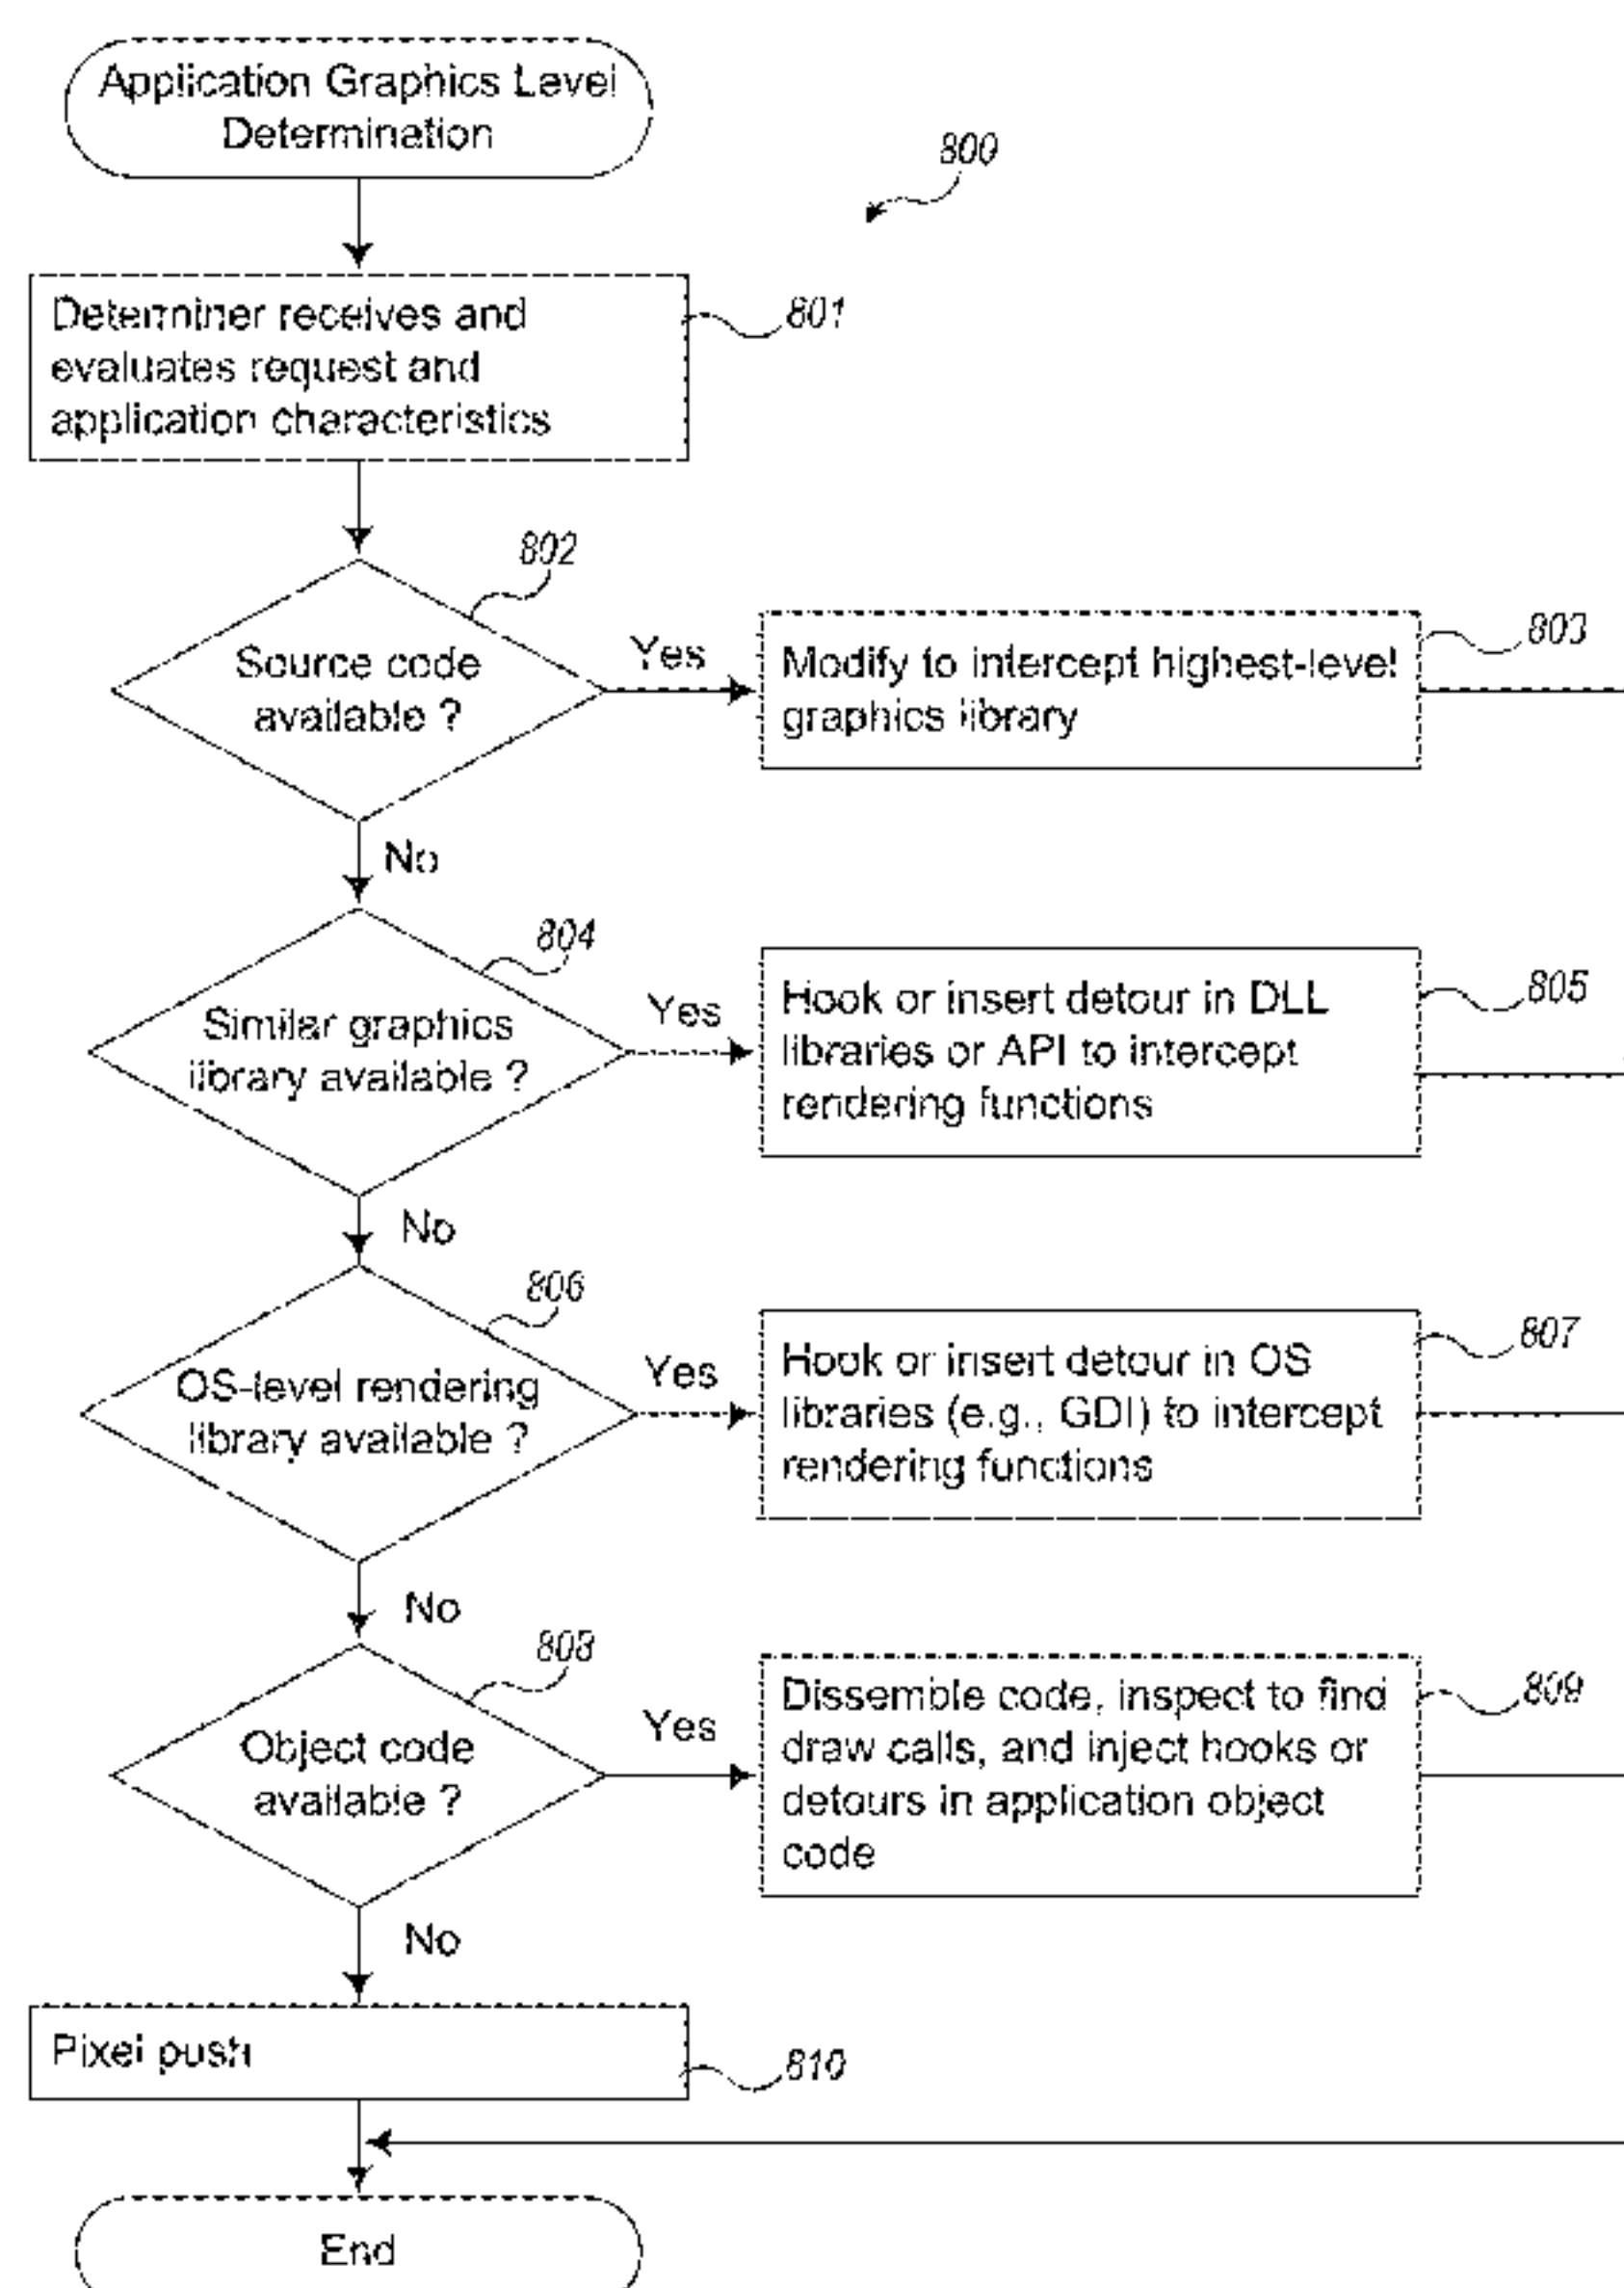 Application Graphics Level
Determination
800
Determiner receives and
evaluates request and
application characteristics
801
802
Source code
available ?
Yes
Modify to intercept highest-level
graphics library
803
No
804
Similar graphics
library available ?
Yes
Hook or insert detour in DLL
libraries or API to intercept
rendering functions
805
No
806
OS-level rendering
library available ?
Yes
Hook or insert detour in OS
libraries (e.g., GDI) to intercept
rendering functions
807
No
808
Object code
available ?
Yes
Dissemble code, inspect to find
draw calls, and inject hooks or
detours in application object
code
809
No
Pixel push
810
End